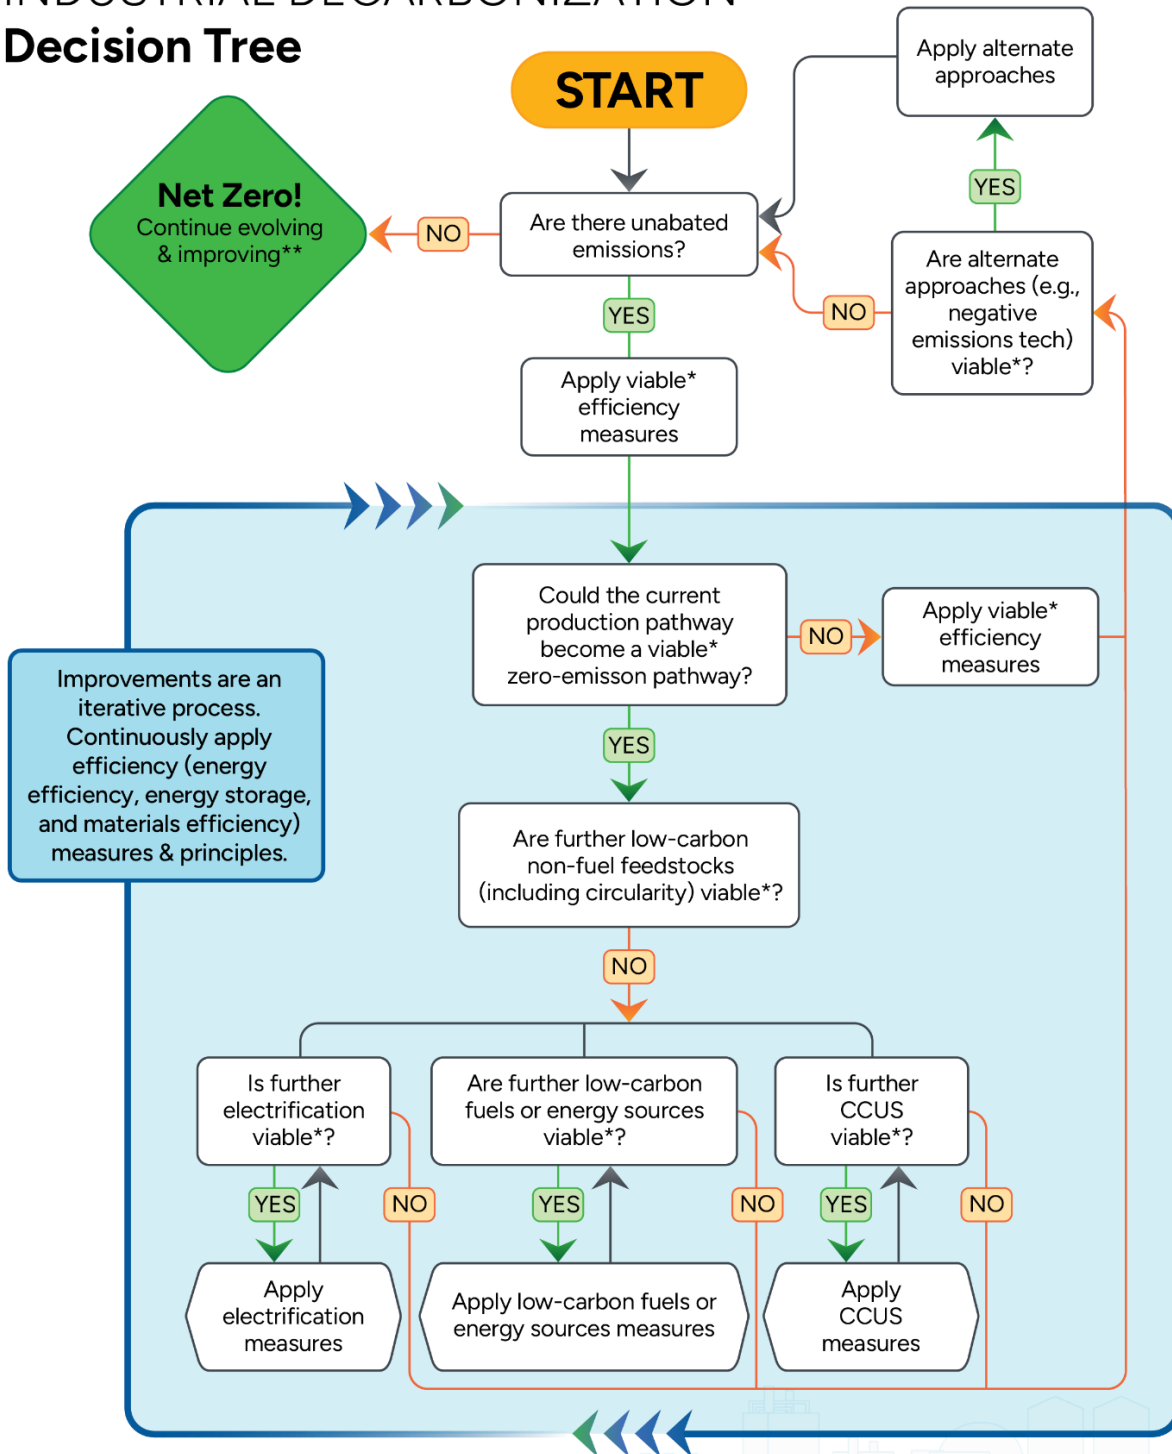 INDUSTRIAL DECARBONIZATION
Decision Tree
START
Apply alternate
approaches
YES
Net Zero!
Continue evolving
& improving**
NO
Are there unabated
emissions?
Are alternate
approaches (e.g.,
negative
emissions tech)
viable*?
NO
YES
Apply viable*
efficiency
measures
Could the current
production pathway
become a viable*
zero-emisson pathway?
NO
Apply viable*
efficiency
measures
Improvements are an
iterative process.
Continuously apply
efficiency (energy
efficiency, energy storage,
and materials efficiency)
measures & principles.
YES
Are further low-carbon
non-fuel feedstocks
(including circularity) viable*?
NO
Is further
electrification
viable*?
Are further low-carbon
fuels or energy sources
viable*?
Is further
CCUS
viable*?
YES
NO
YES
NO
YES
NO
Apply
electrification
measures
Apply low-carbon fuels or
energy sources measures
Apply
CCUS
measures